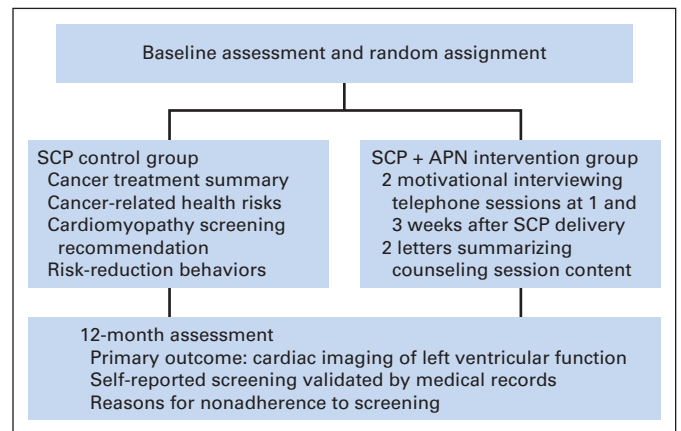 Baseline assessment and random assignment
SCP control group
Cancer treatment summary
Cancer-related health risks
Cardiomyopathy screening
recommendation
Risk-reduction behaviors
SCP + APN intervention group
2 motivational interviewing
telephone sessions at 1 and
3 weeks after SCP delivery
2 letters summarizing
counseling session content
12-month assessment
Primary outcome: cardiac imaging of left ventricular function
Self-reported screening validated by medical records
Reasons for nonadherence to screening